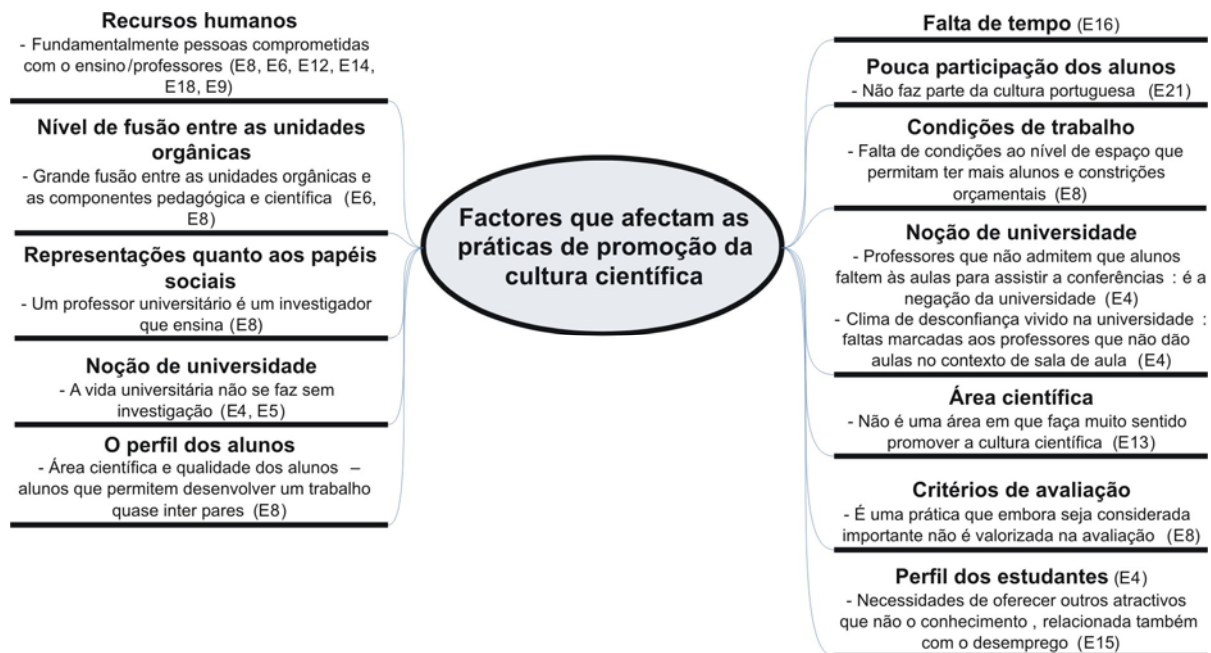 Recursos humanos
- Fundamentalmente pessoas comprometidas
com o ensino/professores (E8, E6, E12, E14,
E18, E9)
Nível de fusão entre as unidades
orgânicas
- Grande fusão entre as unidades orgânicas e
as componentes pedagógica e científica (E6,
E8)
Representações quanto aos papéis
sociais
- Um professor universitário é um investigador
que ensina (E8)
Noção de universidade
- A vida universitária não se faz sem
investigação (E4, E5)
O perfil dos alunos
- Área científica e qualidade dos alunos –
alunos que permitem desenvolver um trabalho
quase inter pares (E8)
Factores que afectam as
práticas de promoção da
cultura científica
Falta de tempo (E16)
Pouca participação dos alunos
- Não faz parte da cultura portuguesa (E21)
Condições de trabalho
- Falta de condições ao nível de espaço que
permitam ter mais alunos e constrições
orçamentais (E8)
Noção de universidade
- Professores que não admitem que alunos
faltem às aulas para assistir a conferências : é a
negação da universidade (E4)
- Clima de desconfiança vivido na universidade :
faltas marcadas aos professores que não dão
aulas no contexto de sala de aula (E4)
Área científica
- Não é uma área em que faça muito sentido
promover a cultura científica (E13)
Critérios de avaliação
- É uma prática que embora seja considerada
importante não é valorizada na avaliação (E8)
Perfil dos estudantes (E4)
- Necessidades de oferecer outros atractivos
que não o conhecimento , relacionada também
com o desemprego (E15)